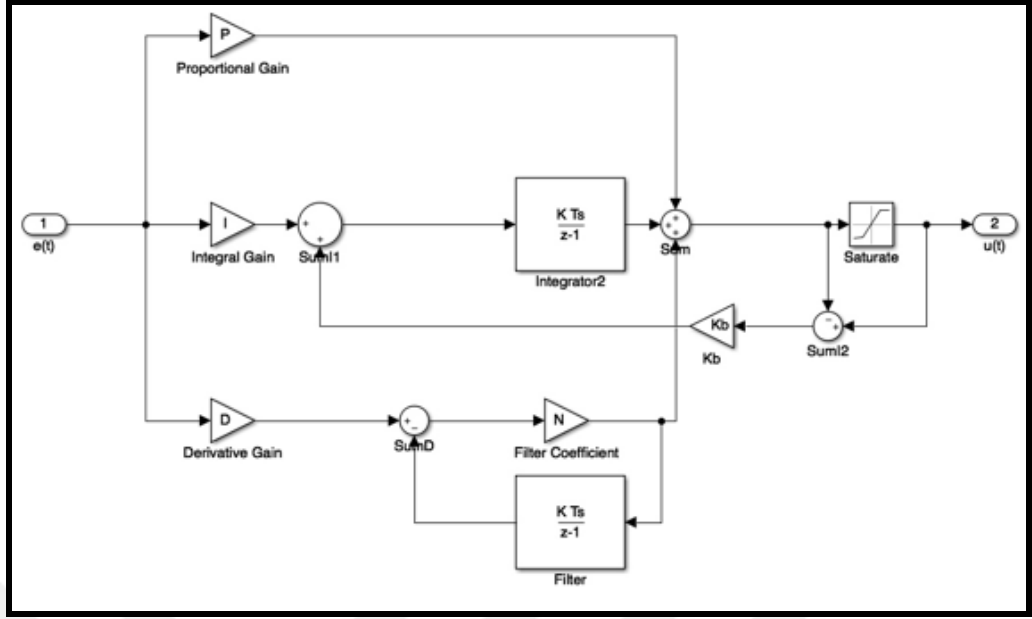 P
Proportional Gain
1
e(t)
I
Integral Gain
+
+
SumI1
K Ts
z-1
Integrator2
+
+
+
Sum
Saturate
2
u(t)
Kb
Kb
−
+
SumI2
D
Derivative Gain
+
−
SumD
N
Filter Coefficient
K Ts
z-1
Filter